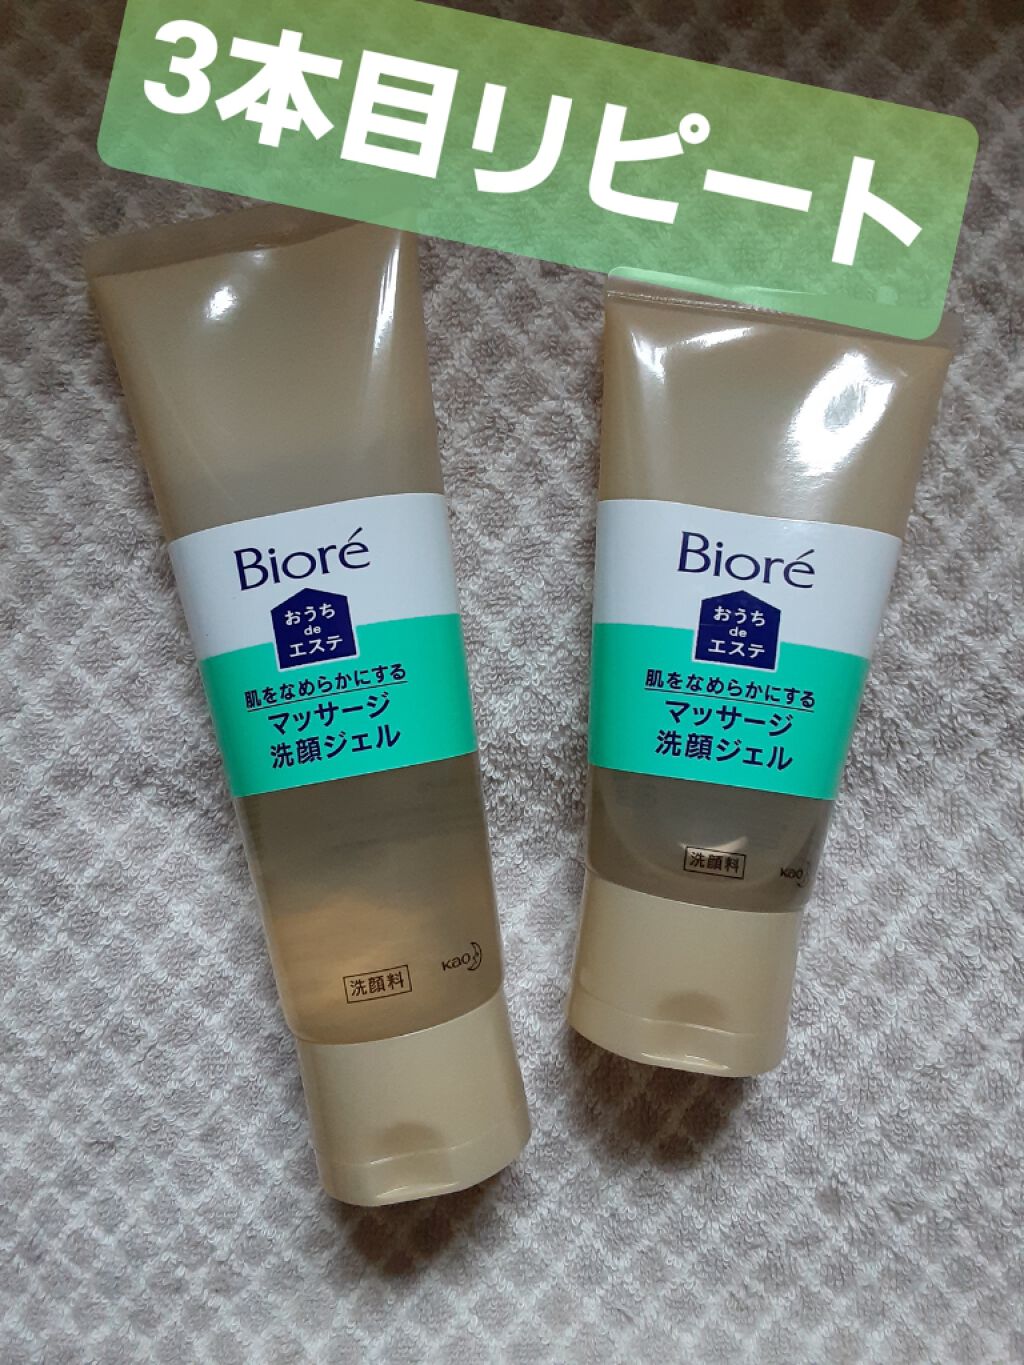 3本目リピート
Bioré
おうち
de
エステ
肌をなめらかにする
マッサージ
洗顔ジェル
洗顔料
Kao
Bioré
おうち
de
エステ
肌をなめらかにする
マッサージ
洗顔ジェル
洗顔料
Kao